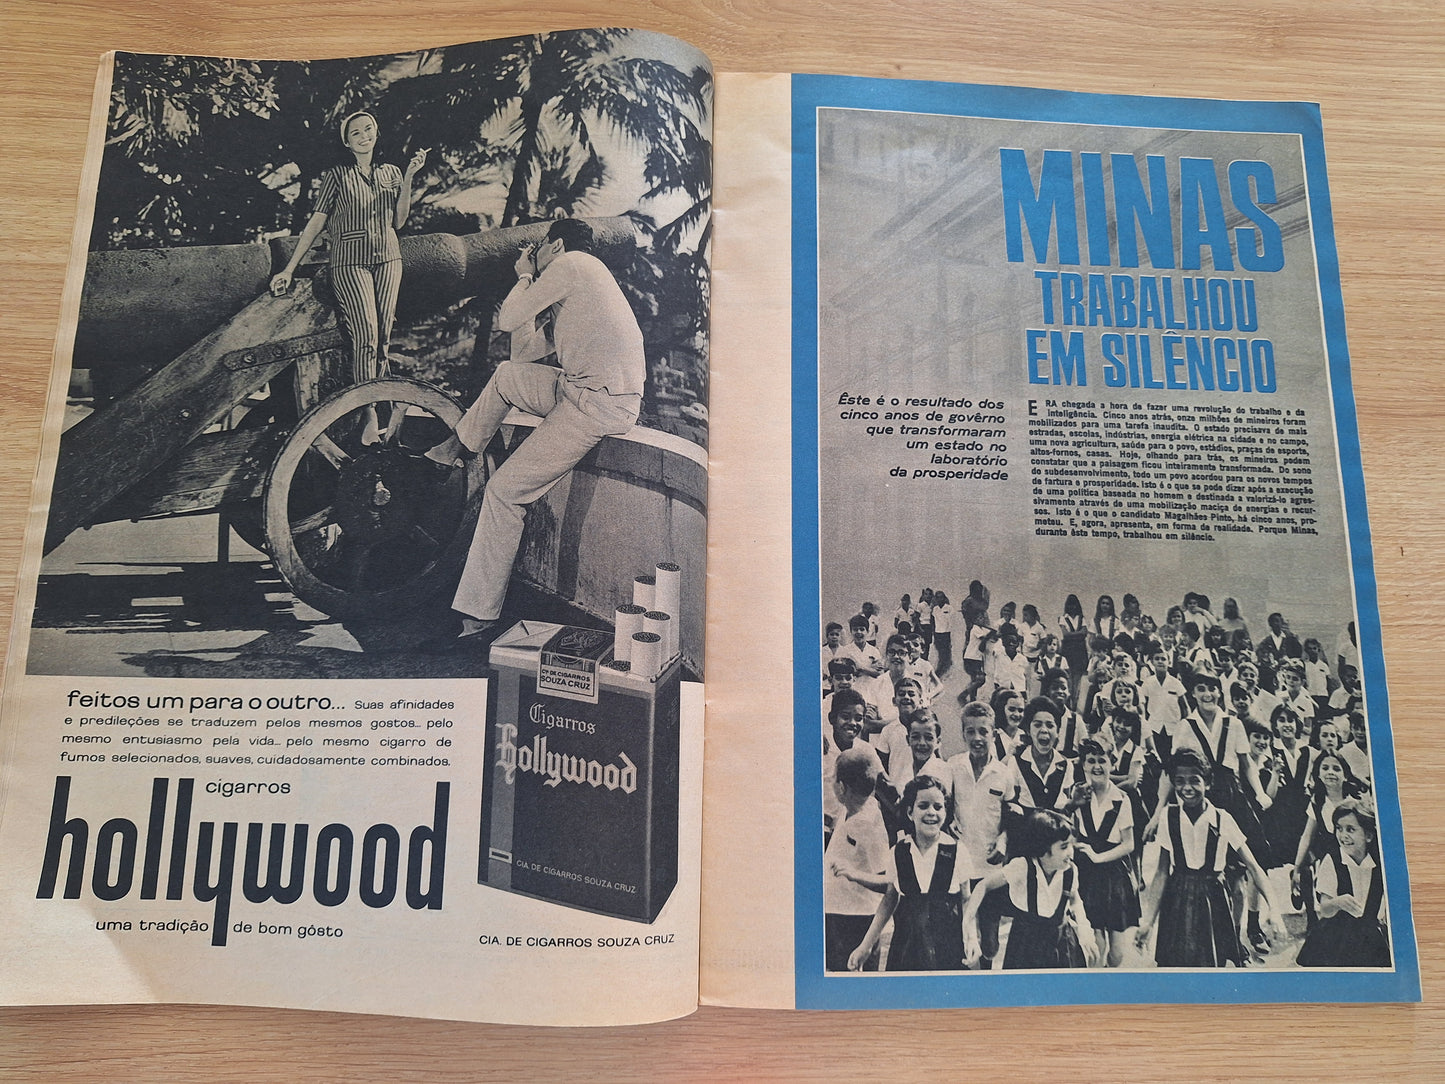 feitos um para o outro... Suas afinidades
e predileções se traduzem pelos mesmos gostos... pelo
mesmo entusiasmo pela vida... pelo mesmo cigarro de
fumos selecionados, suaves, cuidadosamente combinados.
cigarros
hollywood
uma tradição de bom gôsto
Cª DE CIGARROS
SOUZA CRUZ
Cigarros
Hollywood
CIA. DE CIGARROS SOUZA CRUZ
CIA. DE CIGARROS SOUZA CRUZ
MINAS
TRABALHOU
EM SILÊNCIO
Êste é o resultado dos
cinco anos de govêrno
que transformaram
um estado no
laboratório
da prosperidade
ERA chegada a hora de fazer uma revolução do trabalho e da
inteligência. Cinco anos atrás, onze milhões de mineiros foram
mobilizados para uma tarefa inaudita. O estado precisava de mais
estradas, escolas, indústrias, energia elétrica na cidade e no campo,
uma nova agricultura, saúde para o povo, estádios, praças de esporte,
altos-fornos, casas. Hoje, olhando para trás, os mineiros podem
constatar que a paisagem ficou inteiramente transformada. Do sono
do subdesenvolvimento, todo um povo acordou para os novos tempos
de fartura e prosperidade. Isto é o que se pode dizer após a execução
de uma política baseada no homem e destinada a valorizá-lo agres-
sivamente através de uma mobilização maciça de energias e recur-
sos. Isto é o que o candidato Magalhães Pinto, há cinco anos, pro-
meteu. E, agora, apresenta, em forma de realidade. Porque Minas,
durante êste tempo, trabalhou em silêncio.